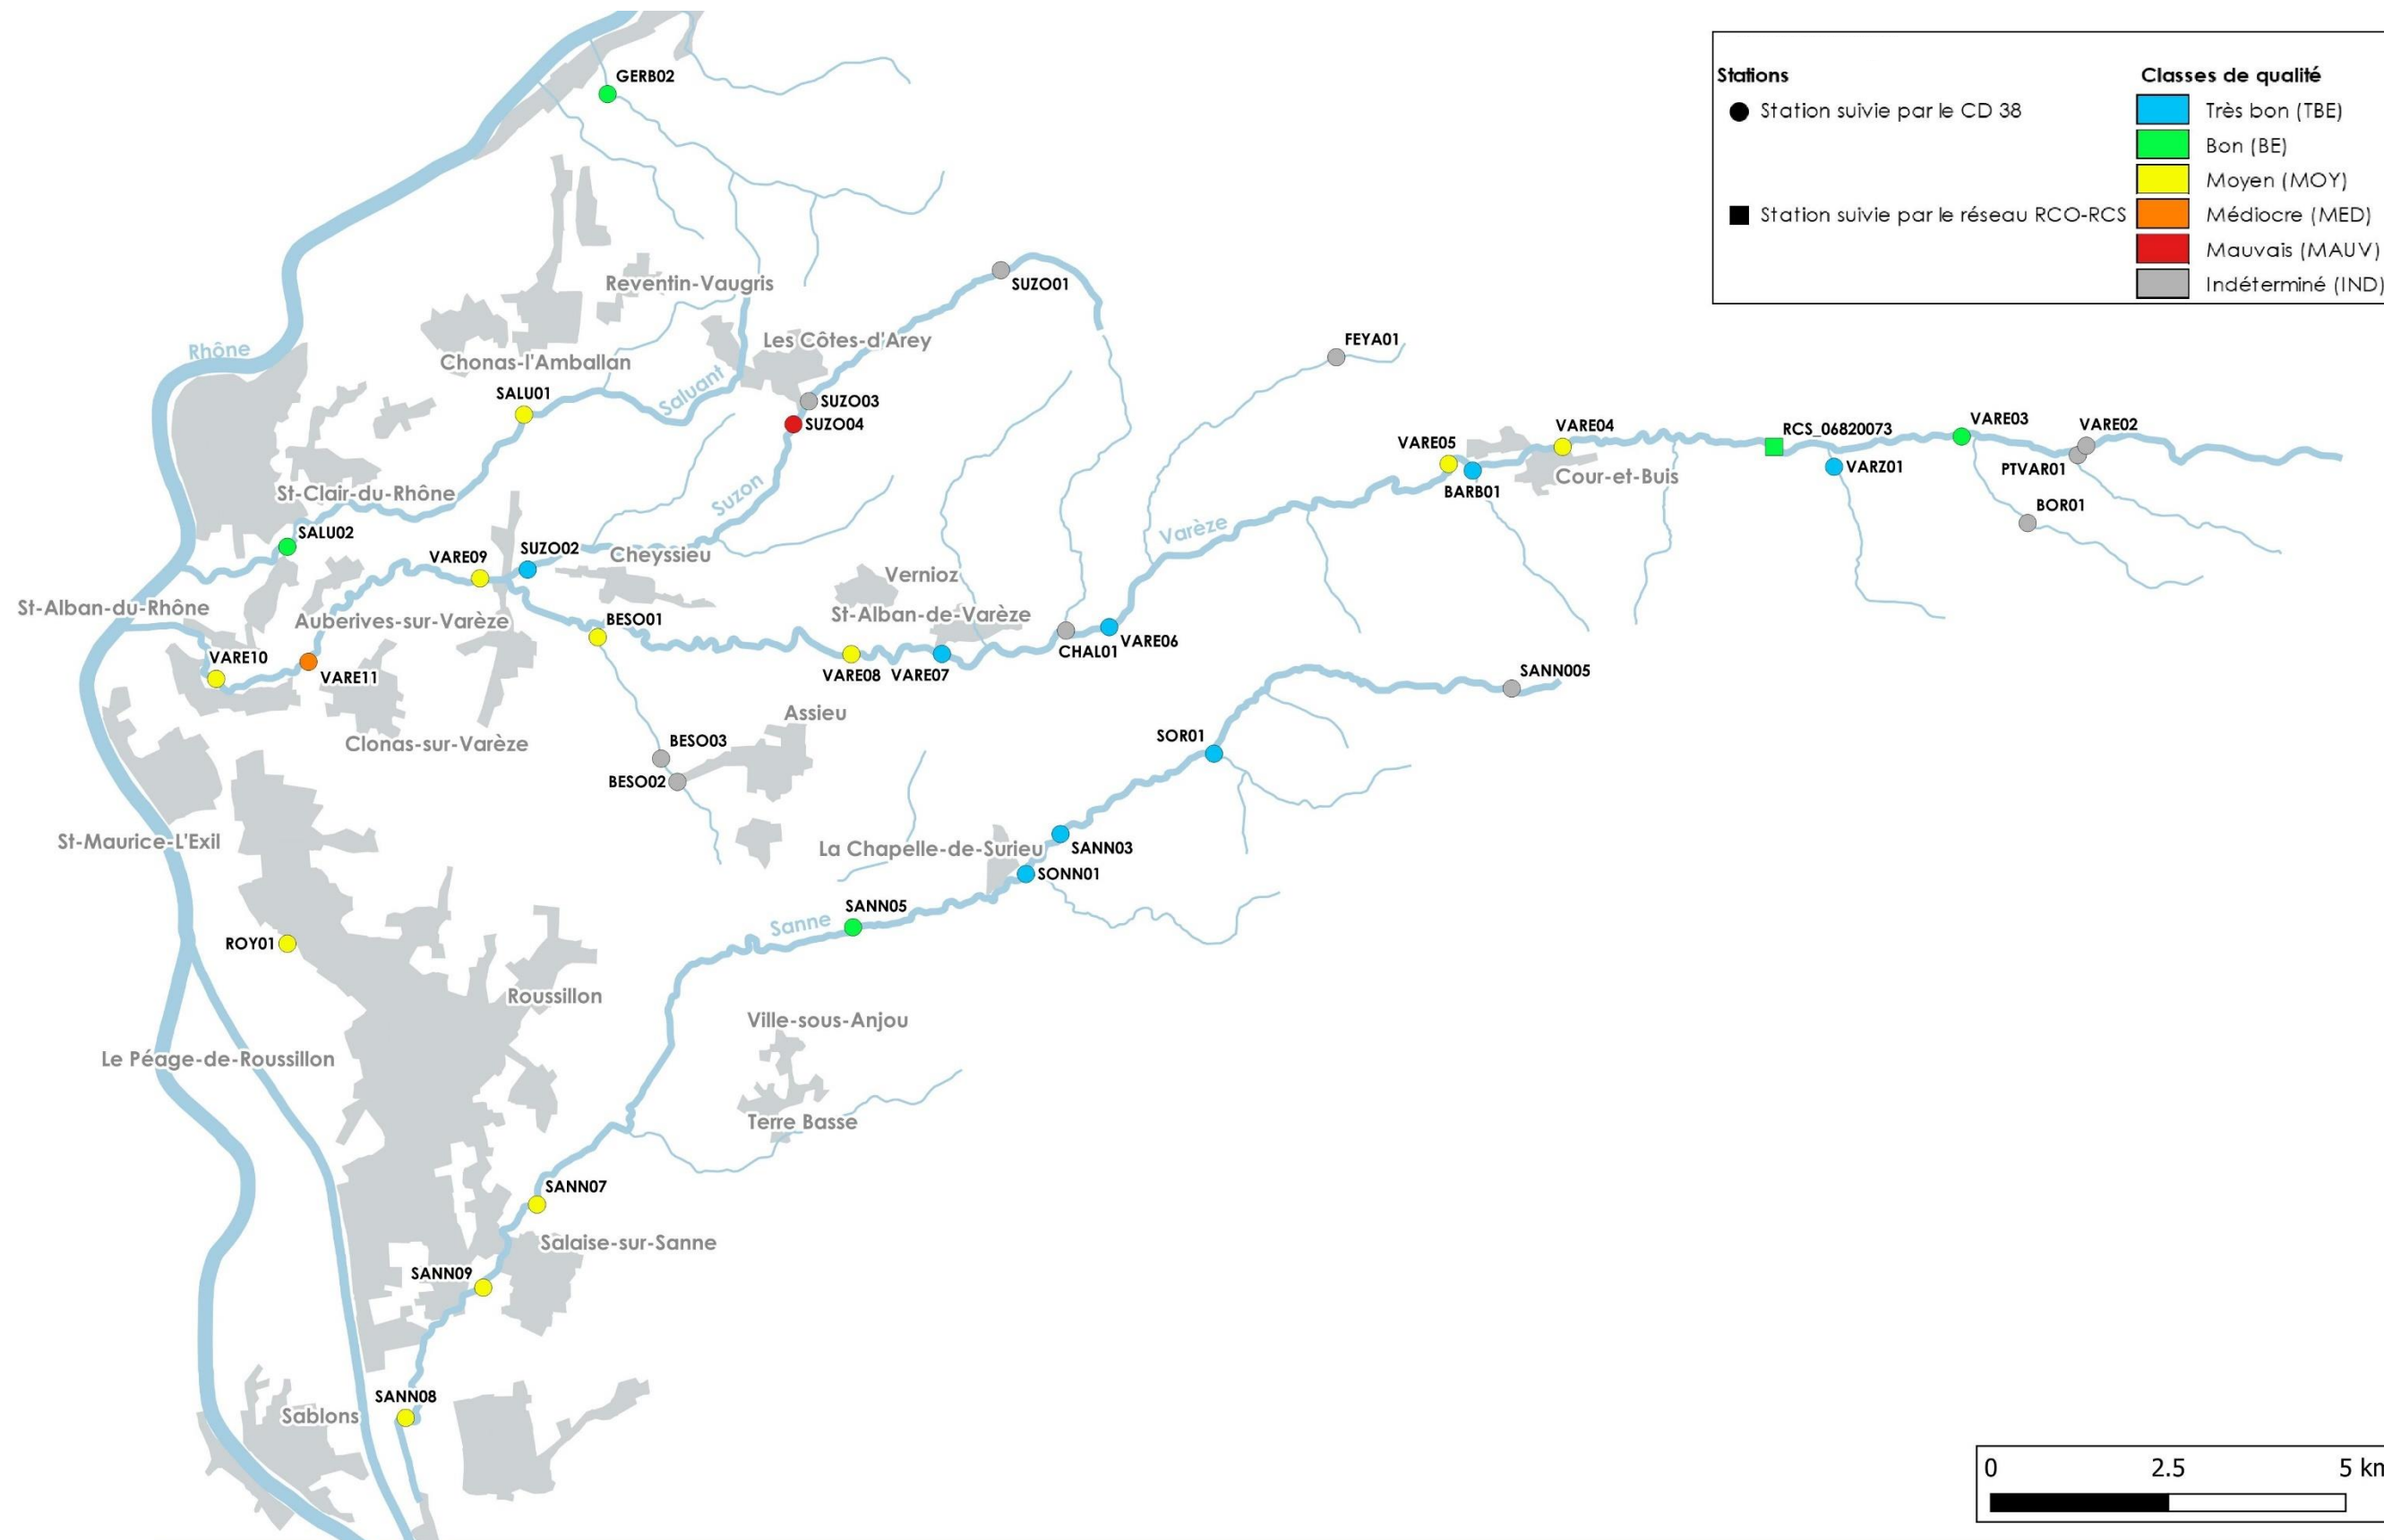 Stations
Classes de qualité
Station suivie par le CD 38
Station suivie par le réseau RCO-RCS
Très bon (TBE)
Bon (BE)
Moyen (MOY)
Médiocre (MED)
Mauvais (MAUV)
Indéterminé (IND)
GERB02
Reventin-Vaugris
SUZO01
Les Côtes-d'Arey
FEYA01
Rhône
Chonas-l'Amballan
SALU01
Saluant
SUZO03
SUZO04
VARE05
VARE04
RCS_06820073
VARE03
VARE02
PTVAR01
VARZ01
BARB01
Cour-et-Buis
BOR01
St-Clair-du-Rhône
Suzon
SALU02
VARE09
SUZO02
Cheyssieu
Varèze
Vernioz
St-Alban-du-Rhône
Auberives-sur-Varèze
BESO01
St-Alban-de-Varèze
VARE06
CHAL01
VARE10
VARE11
VARE08
VARE07
SANN005
Assieu
Clonas-sur-Varèze
BESO03
BESO02
SOR01
St-Maurice-L'Exil
La Chapelle-de-Surieu
SANN03
SONN01
SANN05
Sanne
ROY01
Roussillon
Ville-sous-Anjou
Le Péage-de-Roussillon
Terre Basse
SANN07
Salaise-sur-Sanne
SANN09
SANN08
Sablons
0
2.5
5 km